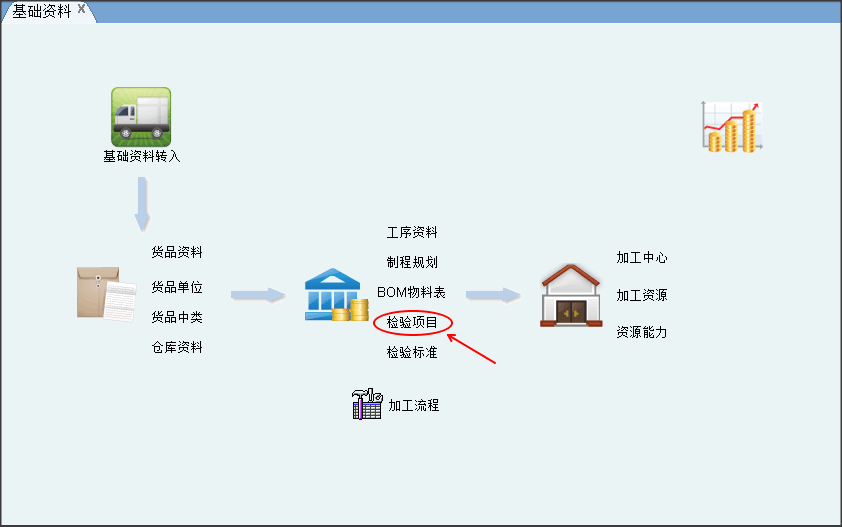 基础资料 X
基础资料转入
货品资料
货品单位
货品中类
仓库资料
工序资料
制程规划
BOM物料表
检验项目
检验标准
加工流程
加工中心
加工资源
资源能力